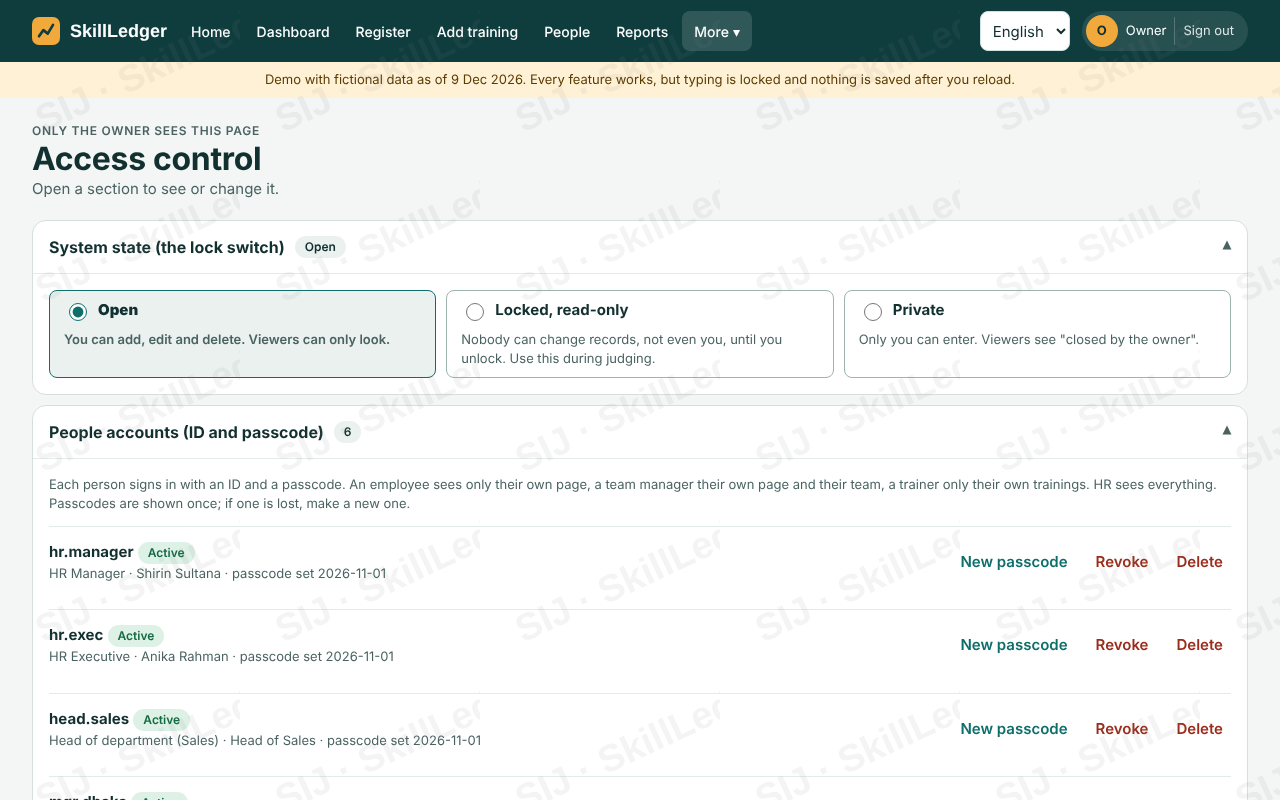 SkillLedger
Home
Dashboard
Register
Add training
People
Reports
More ▾
English
O
Owner
Sign out
Demo with fictional data as of 9 Dec 2026. Every feature works, but typing is locked and nothing is saved after you reload.
ONLY THE OWNER SEES THIS PAGE
Access control
Open a section to see or change it.
System state (the lock switch)
Open
▲
Open
You can add, edit and delete. Viewers can only look.
Locked, read-only
Nobody can change records, not even you, until you
unlock. Use this during judging.
Private
Only you can enter. Viewers see "closed by the owner".
People accounts (ID and passcode)
6
▲
Each person signs in with an ID and a passcode. An employee sees only their own page, a team manager their own page and their team, a trainer only their own trainings. HR sees everything.
Passcodes are shown once; if one is lost, make a new one.
hr.manager
Active
HR Manager · Shirin Sultana · passcode set 2026-11-01
New passcode
Revoke
Delete
hr.exec
Active
HR Executive · Anika Rahman · passcode set 2026-11-01
New passcode
Revoke
Delete
head.sales
Active
Head of department (Sales) · Head of Sales · passcode set 2026-11-01
New passcode
Revoke
Delete
SIJ · SkillLer